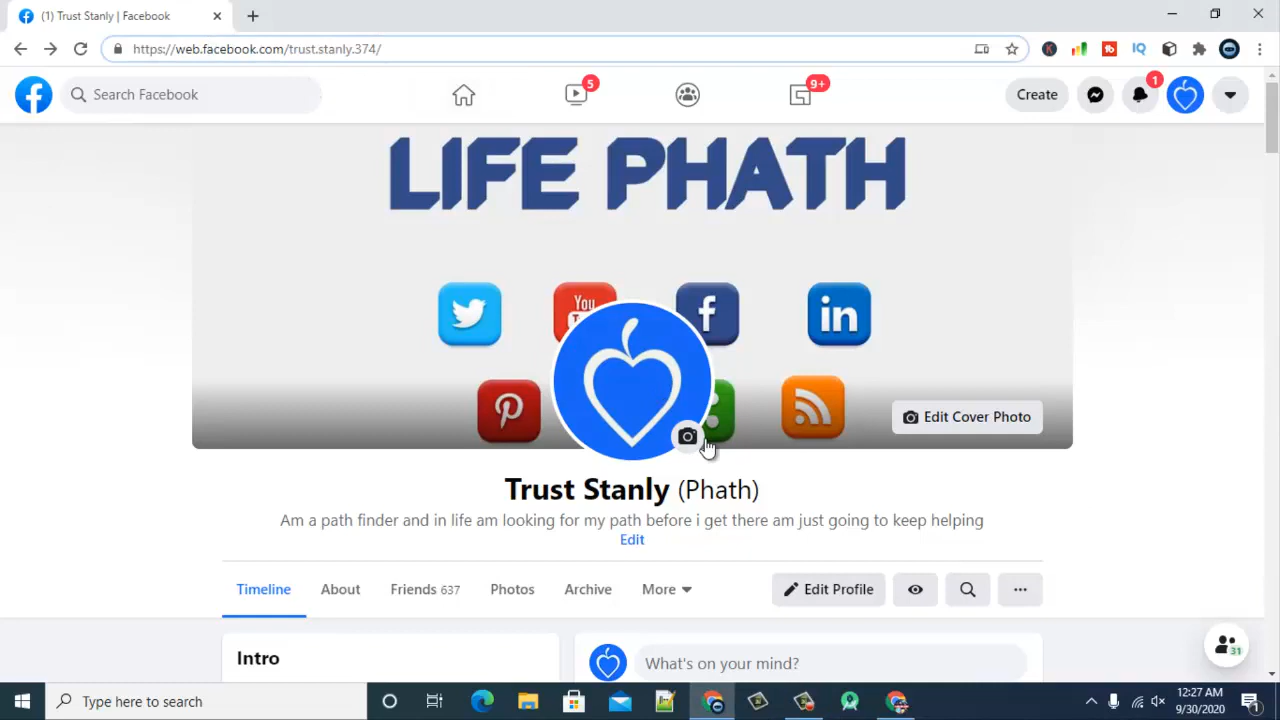 (1) Trust Stanly | Facebook
https://web.facebook.com/trust.stanly.374/
Search Facebook
5
9+
Create
1
LIFE PHATH
You
f
in
Edit Cover Photo
Trust Stanly (Phath)
Am a path finder and in life am looking for my path before i get there am just going to keep helping
Edit
Timeline
About
Friends 637
Photos
Archive
More
Edit Profile
Intro
What's on your mind?
31
Type here to search
12:27 AM
9/30/2020
1